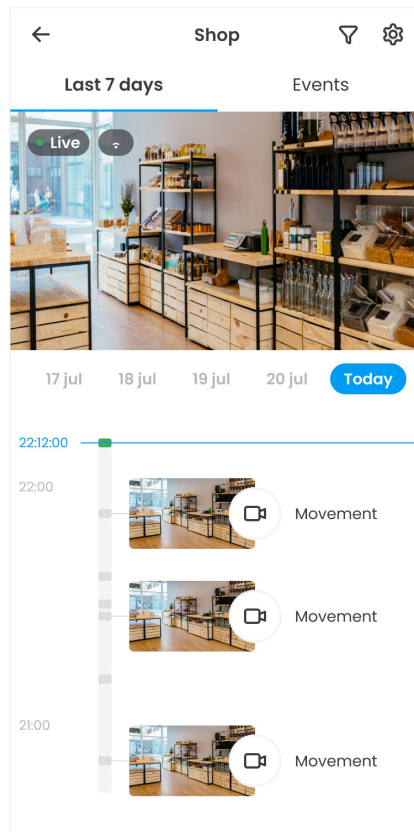 Shop
Last 7 days Events
Live
17 jul 18 jul 19 jul 20 jul Today
22:12:00
22:00
Movement
Movement
21:00
Movement